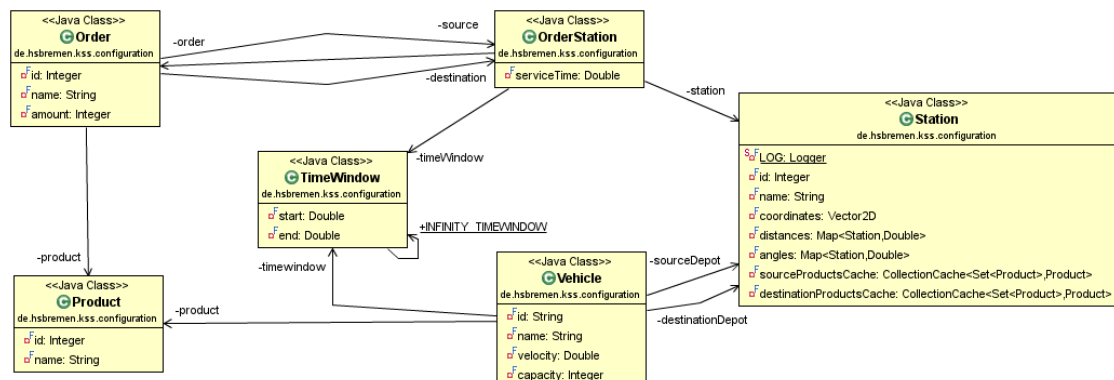 <<Java Class>>
Order
de.hsbremen.kss.configuration
id: Integer
name: String
amount: Integer
-order
-source
-destination
<<Java Class>>
OrderStation
de.hsbremen.kss.configuration
serviceTime: Double
-station
-timeWindow
<<Java Class>>
Station
de.hsbremen.kss.configuration
LOG: Logger
id: Integer
name: String
coordinates: Vector2D
distances: Map<Station,Double>
angles: Map<Station,Double>
sourceProductsCache: CollectionCache<Set<Product>,Product>
destinationProductsCache: CollectionCache<Set<Product>,Product>
<<Java Class>>
TimeWindow
de.hsbremen.kss.configuration
start: Double
end: Double
+INFINITY_TIMEWINDOW
-timewindow
-product
<<Java Class>>
Product
de.hsbremen.kss.configuration
id: Integer
name: String
-product
<<Java Class>>
Vehicle
de.hsbremen.kss.configuration
id: String
name: String
velocity: Double
capacity: Integer
-sourceDepot
-destinationDepot